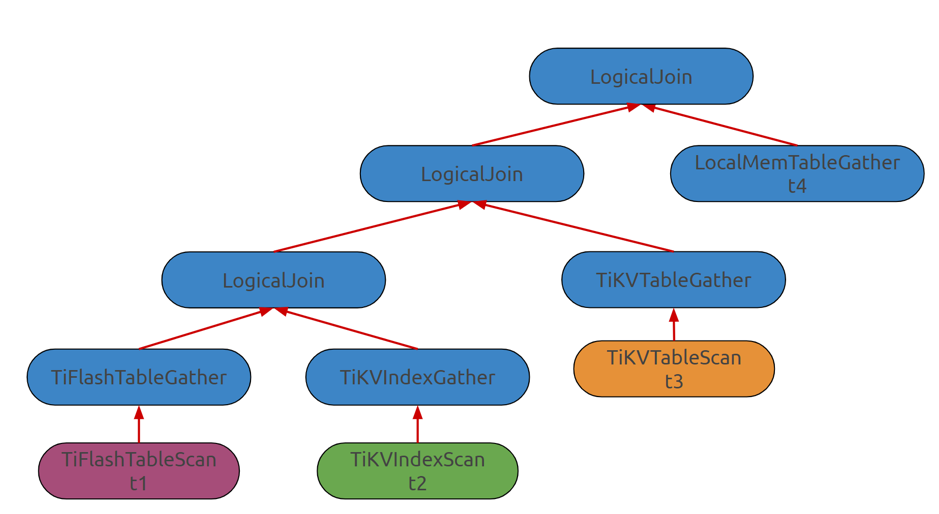 LogicalJoin
LogicalJoin
LocalMemTableGather
t4
LogicalJoin
TiKVTableGather
TiFlashTableGather
TiKVIndexGather
TiKVTableScan
t3
TiFlashTableScan
t1
TiKVIndexScan
t2